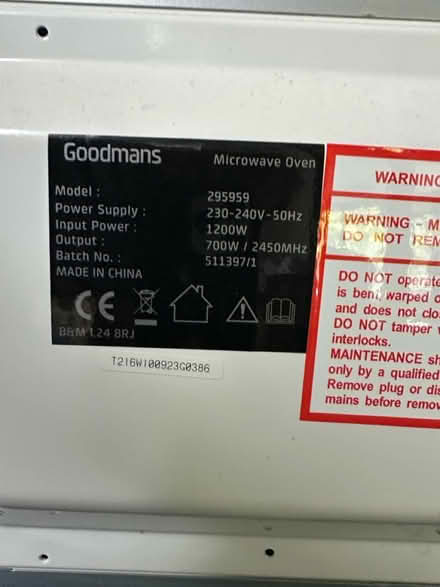 Goodmans
Microwave Oven
Model : 295959
Power Supply : 230-240V-50Hz
Input Power : 1200W
Output : 700W / 2450MHz
Batch No. : 511397/1
MADE IN CHINA
CE
B&M L24 8RJ
T216W100923G0386
WARNING
WARNING - M
DO NOT REM
DO NOT operate
is bent, warped o
and does not clo
DO NOT tamper w
interlocks.
MAINTENANCE sh
only by a qualified
Remove plug or dis
mains before remov